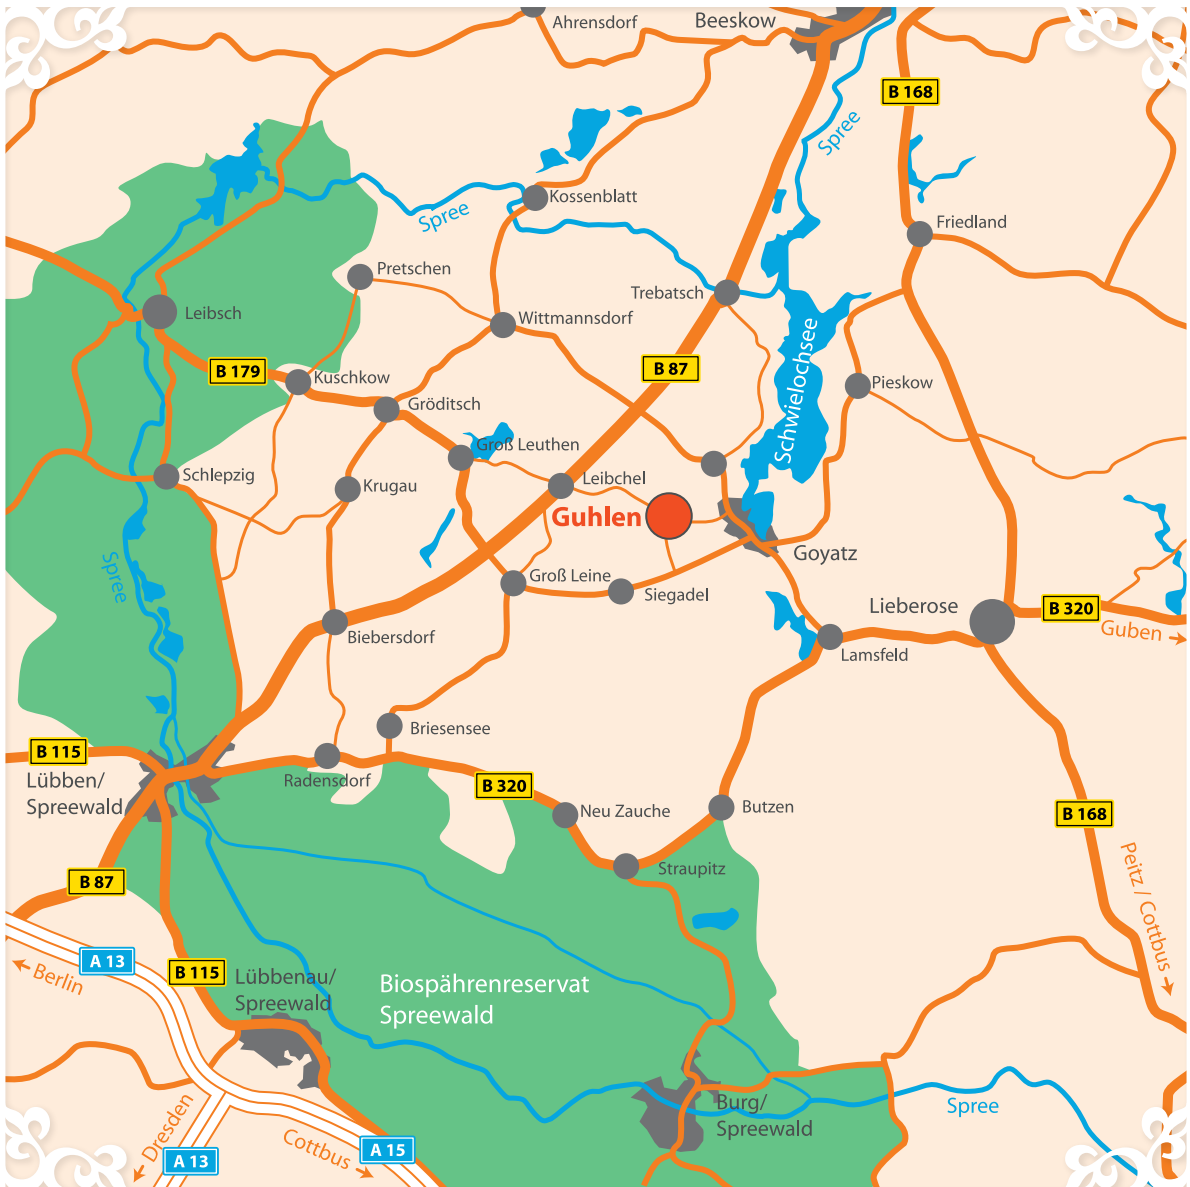 Ahrensdorf
Beeskow
B 168
Spree
Kossenblatt
Spree
Friedland
Pretschen
Trebatsch
Leibsch
Wittmannsdorf
B 179
Kuschkow
B 87
Schwielochsee
Pieskow
Gröditsch
Groß Leuthen
Schlepzig
Krugau
Leibchel
Guhlen
Goyatz
Spree
Groß Leine
Siegadel
Lieberose
B 320
Guben
Biebersdorf
Lamsfeld
Briesensee
B 115
Lübben/
Spreewald
Radensdorf
B 320
Neu Zauche
Butzen
B 168
Straupitz
B 87
Peitz / Cottbus
A 13
Berlin
B 115
Lübbenau/
Spreewald
Biospährenreservat
Spreewald
Burg/
Spreewald
Spree
Dresden
Cottbus
A 13
A 15